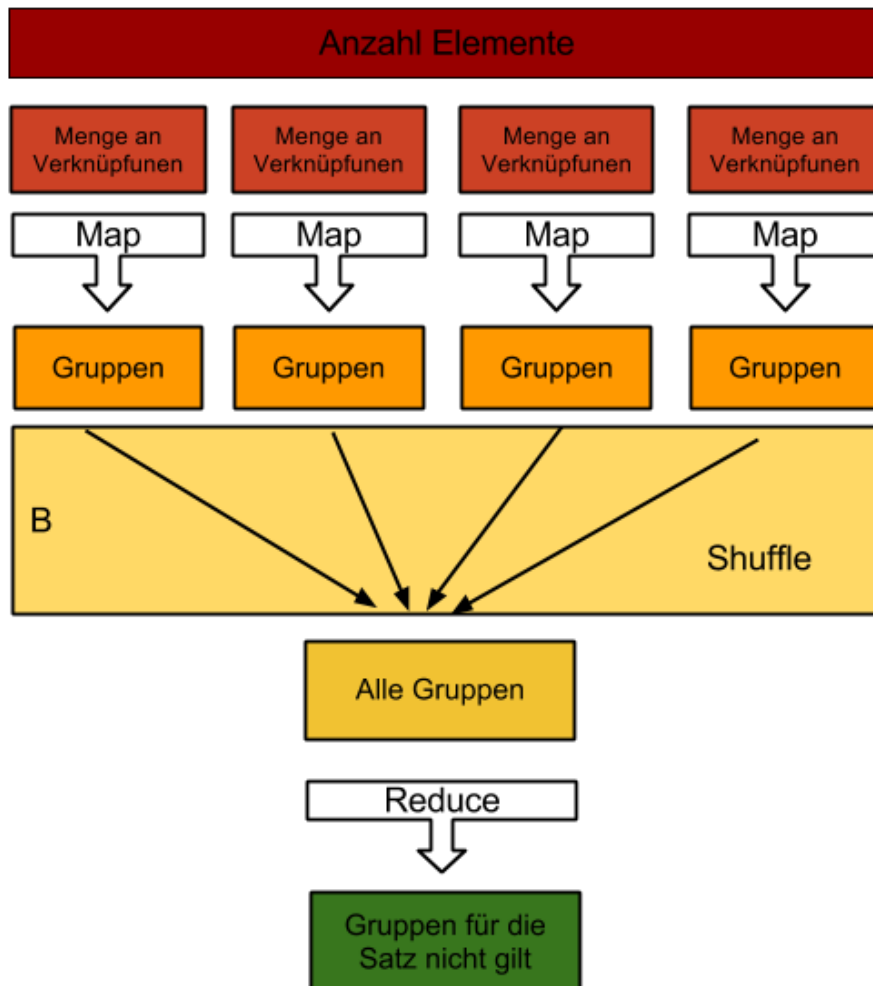 Anzahl Elemente
Menge an
Verknüpfunen
Menge an
Verknüpfunen
Menge an
Verknüpfunen
Menge an
Verknüpfunen
Map
Map
Map
Map
Gruppen
Gruppen
Gruppen
Gruppen
B
Shuffle
Alle Gruppen
Reduce
Gruppen für die
Satz nicht gilt